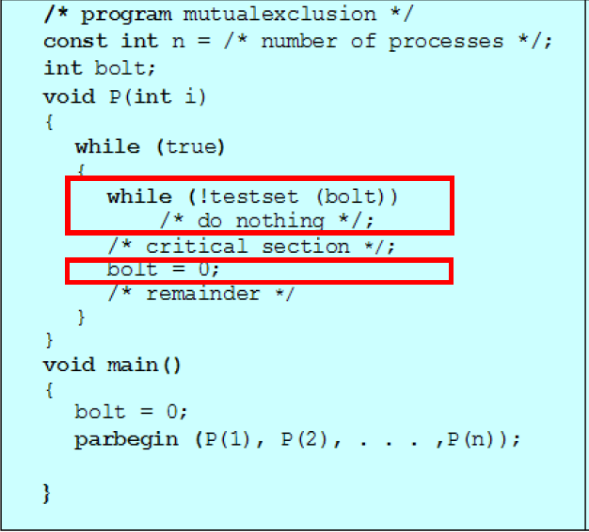 /* program mutualexclusion */
const int n = /* number of processes */;
int bolt;
void P(int i)
{
while (true)
{
while (!testset (bolt))
/* do nothing */;
/* critical section */;
bolt = 0;
/* remainder */
}
}
void main()
{
bolt = 0;
parbegin (P(1), P(2), . . . ,P(n));
}